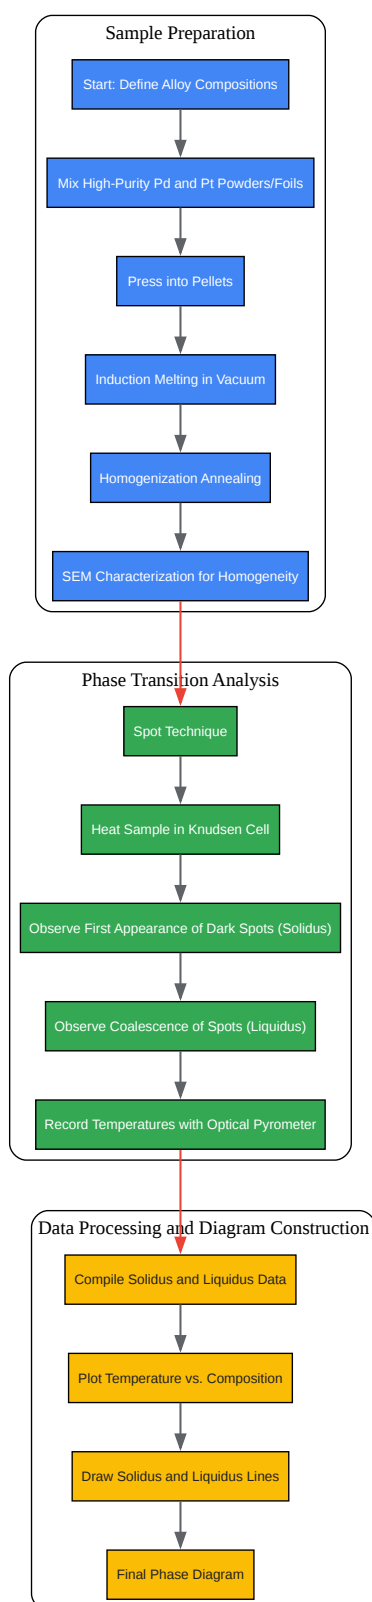 Sample Preparation
Start: Define Alloy Compositions
Mix High-Purity Pd and Pt Powders/Foils
Press into Pellets
Induction Melting in Vacuum
Homogenization Annealing
SEM Characterization for Homogeneity
Phase Transition Analysis
Spot Technique
Heat Sample in Knudsen Cell
Observe First Appearance of Dark Spots (Solidus)
Observe Coalescence of Spots (Liquidus)
Record Temperatures with Optical Pyrometer
Data Processing and Diagram Construction
Compile Solidus and Liquidus Data
Plot Temperature vs. Composition
Draw Solidus and Liquidus Lines
Final Phase Diagram